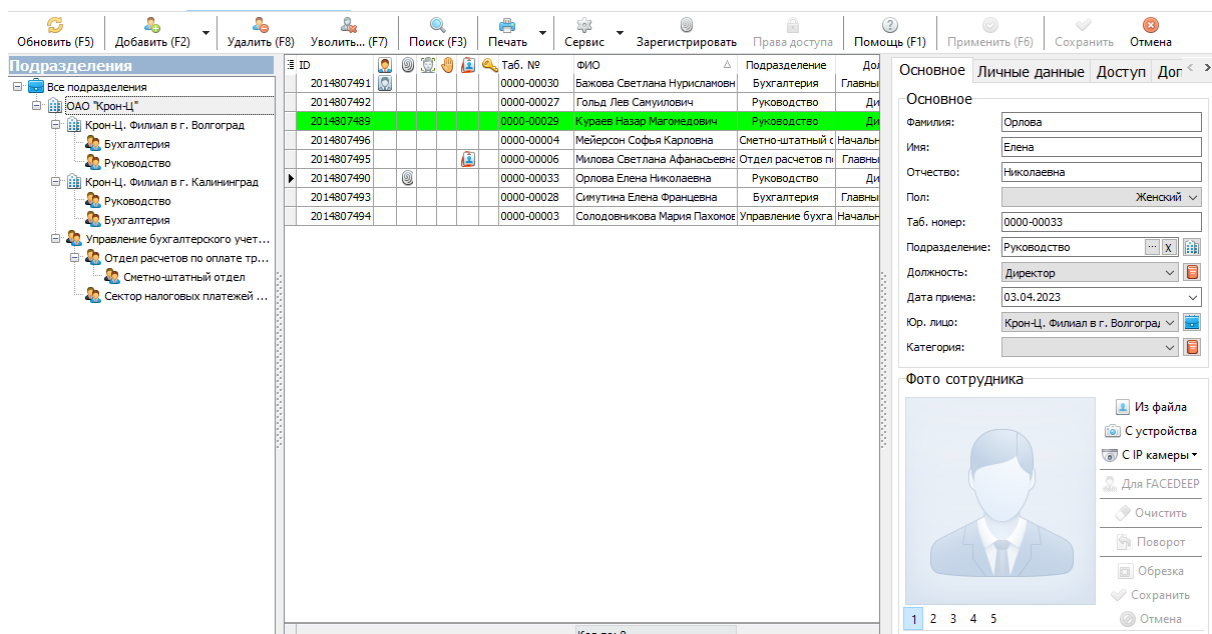 Обновить (F5) Добавить (F2) Удалить (F8) Уволить... (F7) Поиск (F3) Печать Сервис Зарегистрировать Права доступа Помощь (F1) Применить (F6) Сохранить Отмена
Подразделения
Все подразделения
ОАО "Крон-Ц"
Крон-Ц. Филиал в г. Волгоград
Бухгалтерия
Руководство
Крон-Ц. Филиал в г. Калининград
Руководство
Бухгалтерия
Управление бухгалтерского учет...
Отдел расчетов по оплате тр...
Сметно-штатный отдел
Сектор налоговых платежей ...
ID Таб. № ФИО Подразделение Дол
2014807491 0000-00030 Бажова Светлана Нурисламовн Бухгалтерия Главны
2014807492 0000-00027 Гольд Лев Самуилович Руководство Ди
2014807489 0000-00029 Кураев Назар Магомедович Руководство Ди
2014807496 0000-00004 Мейерсон Софья Карловна Сметно-штатный с Начальн
2014807495 0000-00006 Милова Светлана Афанасьевна Отдел расчетов по Главны
2014807490 0000-00033 Орлова Елена Николаевна Руководство Ди
2014807493 0000-00028 Симутина Елена Францевна Бухгалтерия Главны
2014807494 0000-00003 Солодовникова Мария Пахомов Управление бухга Начальн
Основное Личные данные Доступ Доп
Основное
Фамилия: Орлова
Имя: Елена
Отчество: Николаевна
Пол: Женский
Таб. номер: 0000-00033
Подразделение: Руководство ... X
Должность: Директор
Дата приема: 03.04.2023
Юр. лицо: Крон-Ц. Филиал в г. Волгоград
Категория:
Фото сотрудника
Из файла
С устройства
С IP камеры
Для FACEDEEP
Очистить
Поворот
Обрезка
Сохранить
Отмена
1 2 3 4 5